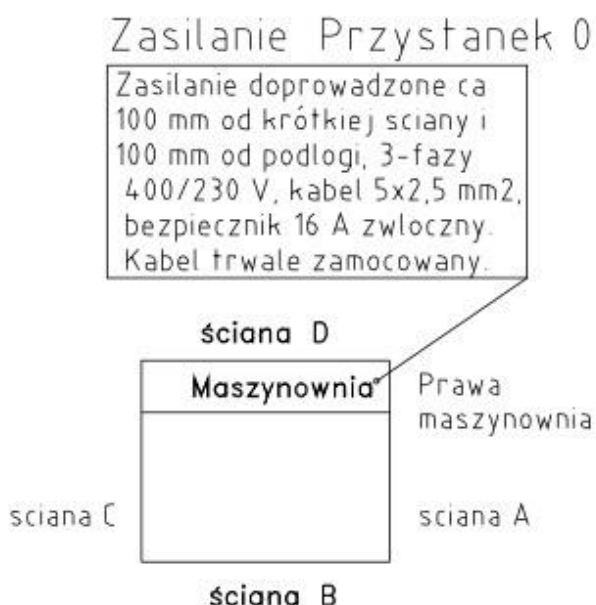 Zasilanie Przystanek 0
Zasilanie doprowadzone ca
100 mm od krótkiej sciany i
100 mm od podlogi, 3-fazy
400/230 V, kabel 5x2,5 mm2,
bezpiecznik 16 A zwloczny.
Kabel trwale zamocowany.
ściana D
Maszynownia
Prawa
maszynownia
sciana C
sciana A
ściana B